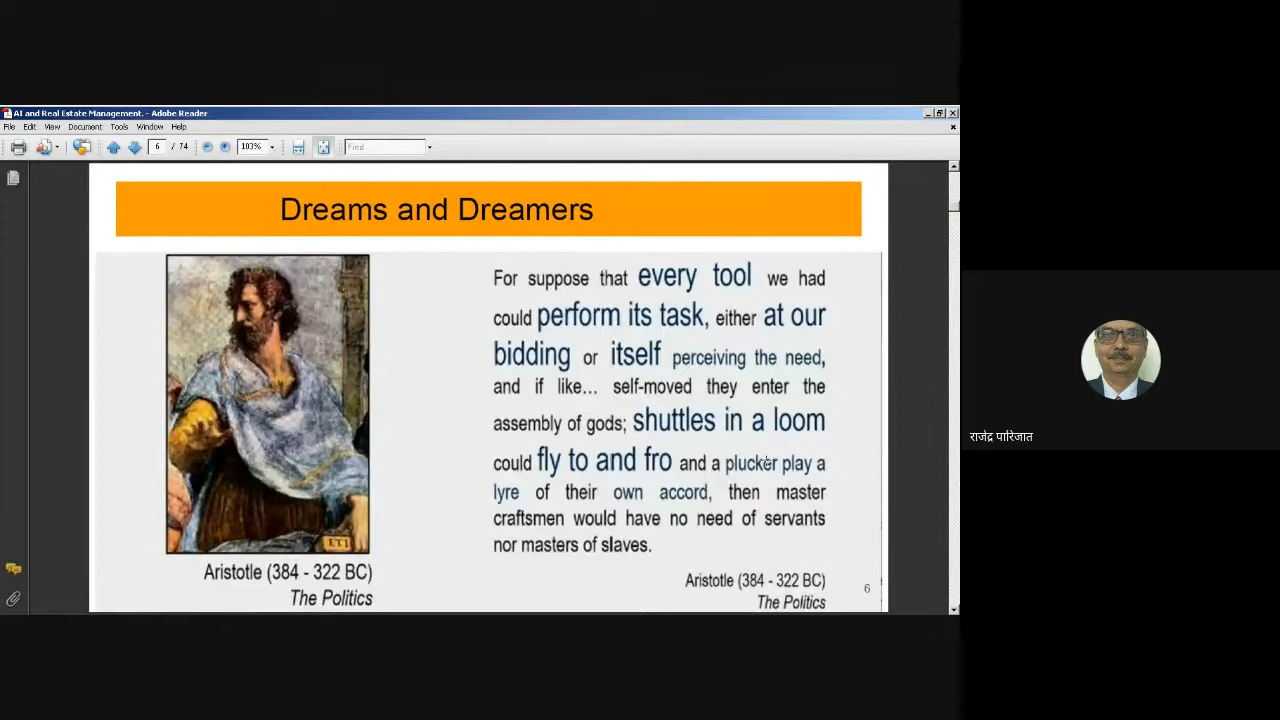 AI and Real Estate Management. - Adobe Reader
File Edit View Document Tools Window Help
6 / 74 103% Find
Dreams and Dreamers
For suppose that every tool we had
could perform its task, either at our
bidding or itself perceiving the need,
and if like... self-moved they enter the
assembly of gods; shuttles in a loom
could fly to and fro and a plucker play a
lyre of their own accord, then master
craftsmen would have no need of servants
nor masters of slaves.
Aristotle (384 - 322 BC)
The Politics
ETI
Aristotle (384 - 322 BC)
The Politics
6
राजेंद्र पारिजात